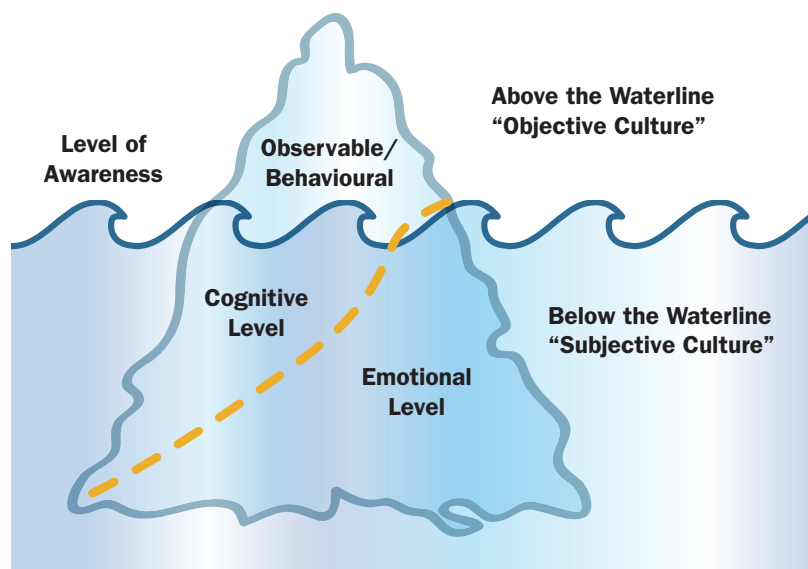 Above the Waterline
“Objective Culture”
Level of
Awareness
Observable/
Behavioural
Cognitive
Level
Below the Waterline
“Subjective Culture”
Emotional
Level